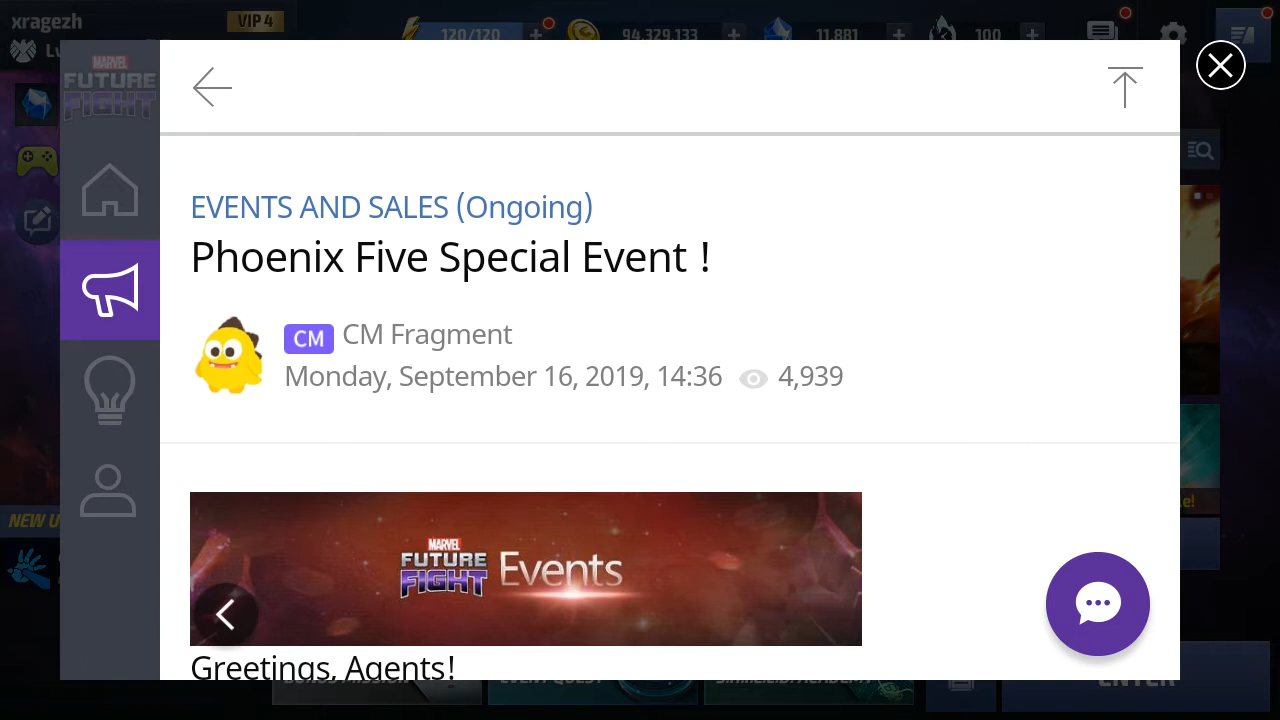 xragezh
VIP 4
120/120
94,329,133
11,881
100
MARVEL
FUTURE
FIGHT
EVENTS AND SALES (Ongoing)
Phoenix Five Special Event !
CM CM Fragment
Monday, September 16, 2019, 14:36 4,939
MARVEL
FUTURE
FIGHT
Events
NEW U
Greetings, Agents!
EVENT QUEST
ENTER